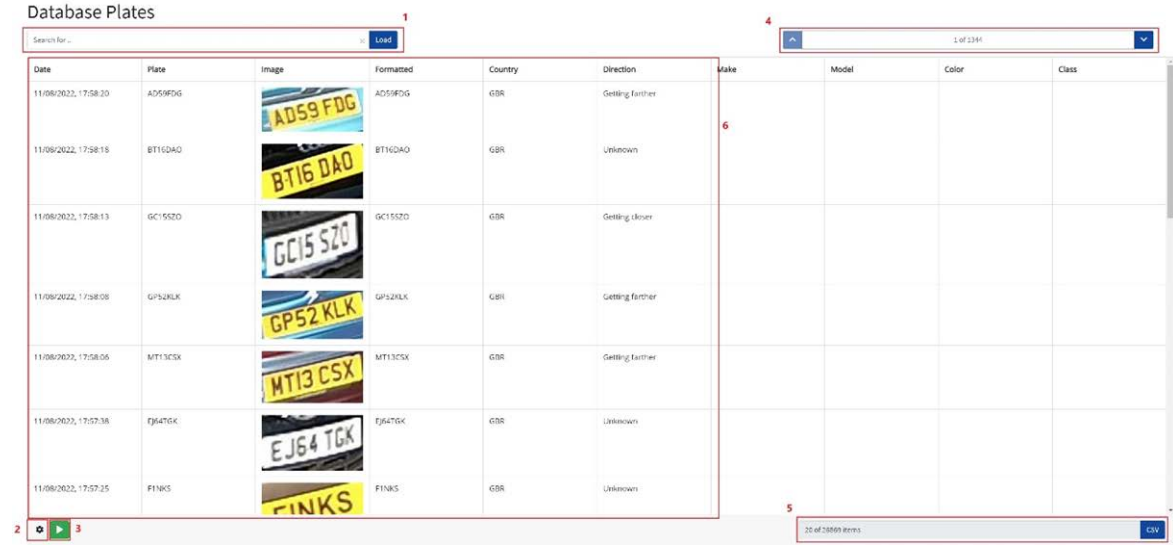 Database Plates
1
Search for ..
× Load
4
1 of 1344
Date Plate Image Formatted Country Direction Make Model Color Class
11/08/2022, 17:58:20 AD59FDG AD59 FDG AD59FDG GBR Getting farther
6
11/08/2022, 17:58:18 BT16DAO BT16 DAO BT16DAO GBR Unknown
11/08/2022, 17:58:13 GC15SZO GC15 SZO GC15SZO GBR Getting closer
11/08/2022, 17:58:08 GP52KLK GP52 KLK GP52KLK GBR Getting farther
11/08/2022, 17:58:06 MT13CSX MT13 CSX MT13CSX GBR Getting farther
11/08/2022, 17:57:38 EJ64TGK EJ64 TGK EJ64TGK GBR Unknown
11/08/2022, 17:57:25 F1NKS F1NKS F1NKS GBR Unknown
2
3
5
20 of items
CSV